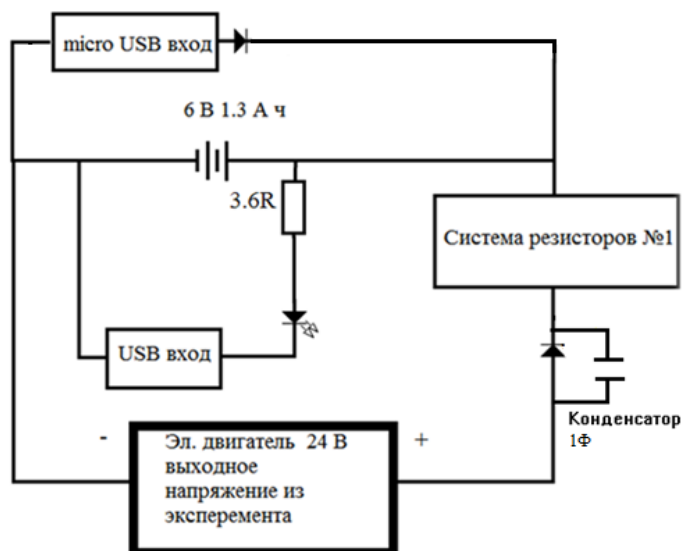 micro USB вход
6 В 1.3 А ч
3.6R
Система резисторов №1
USB вход
Конденсатор
1Ф
- +
Эл. двигатель 24 В
выходное
напряжение из
эксперемента